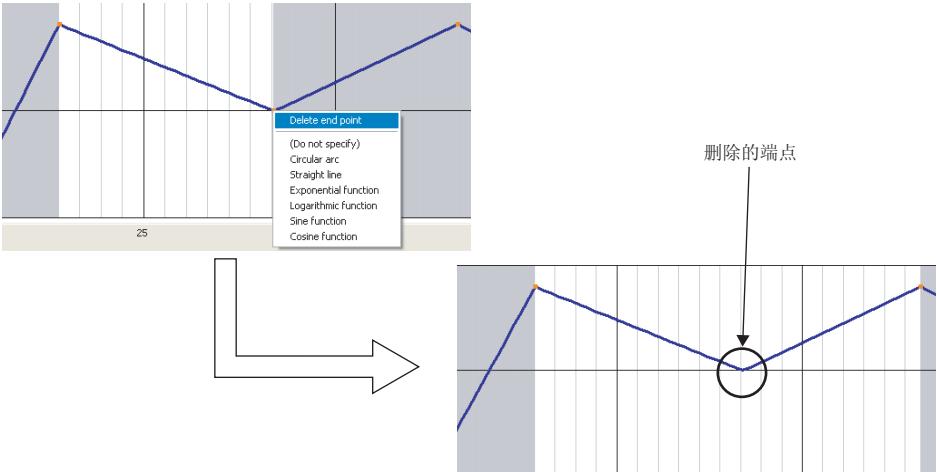 Delete end point
(Do not specify)
Circular arc
Straight line
Exponential function
Logarithmic function
Sine function
Cosine function
25
删除的端点